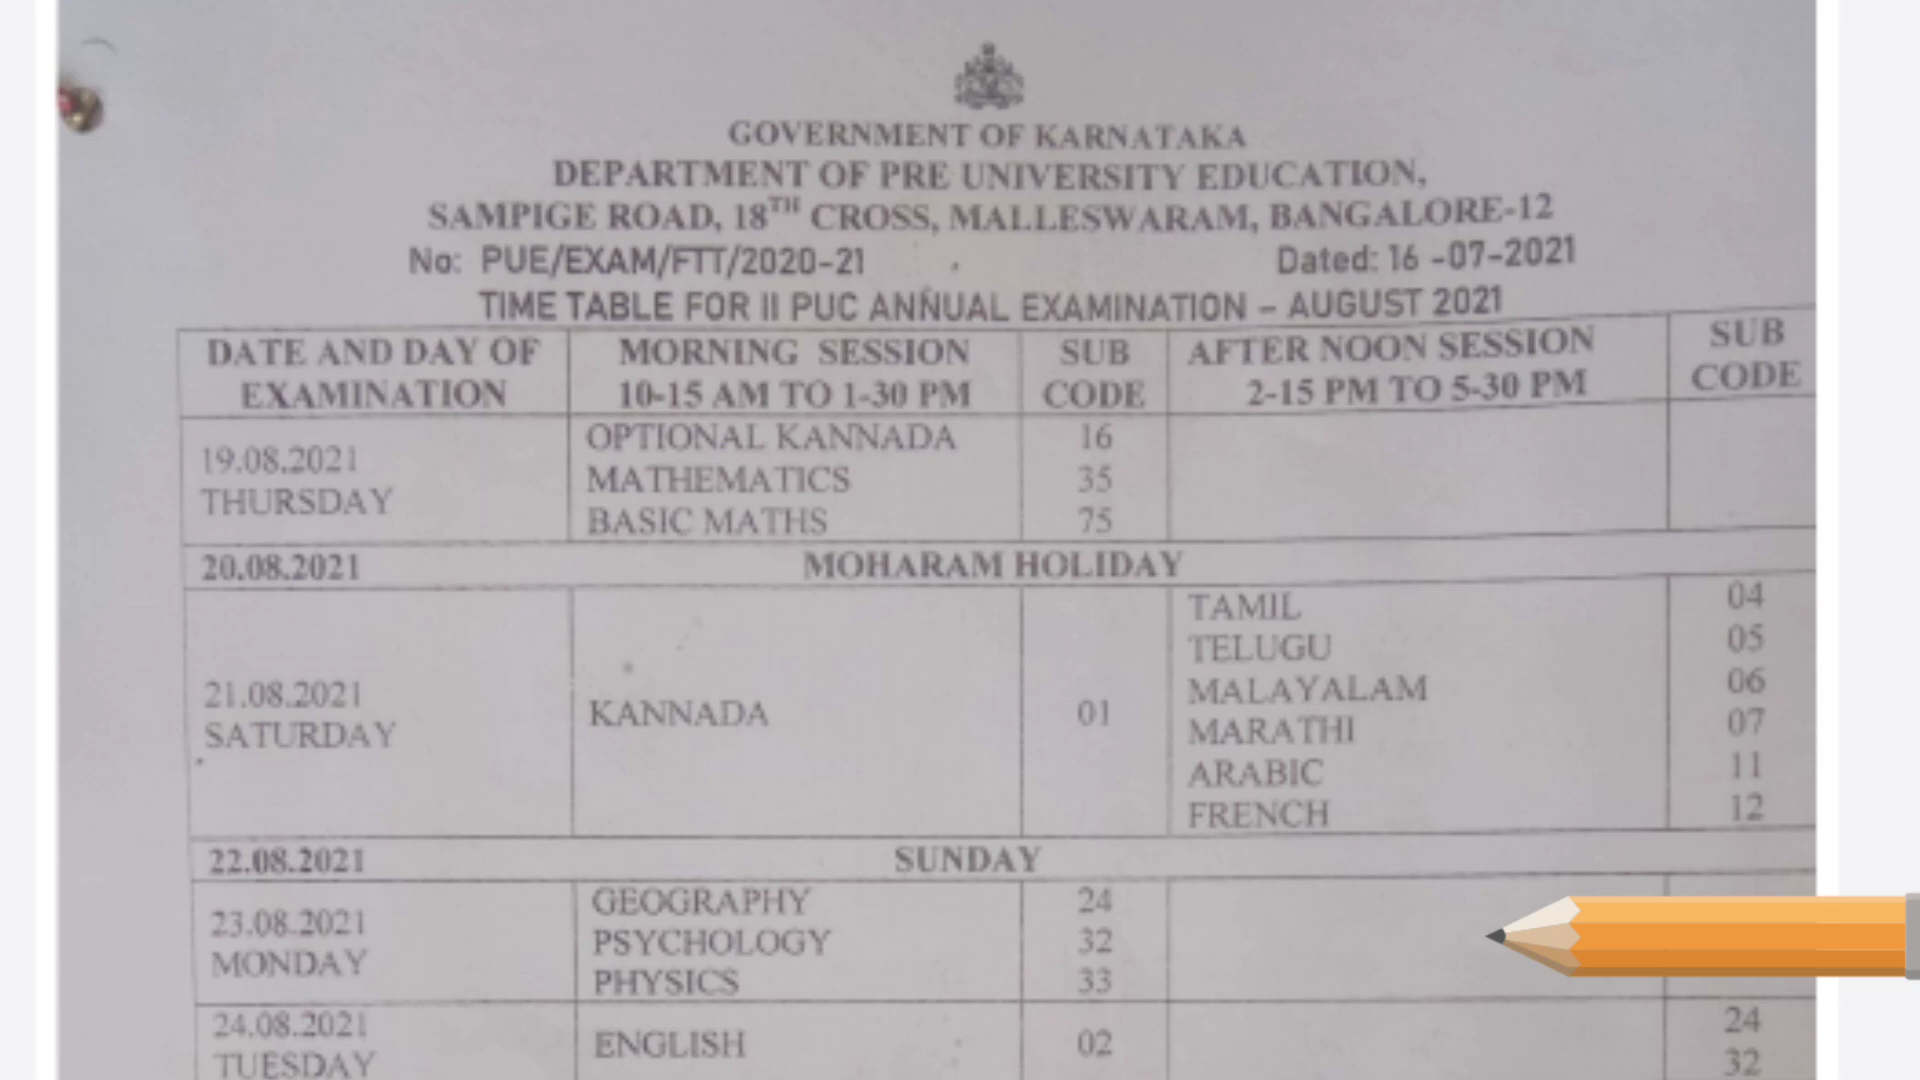 GOVERNMENT OF KARNATAKA
DEPARTMENT OF PRE UNIVERSITY EDUCATION,
SAMPIGE ROAD, 18TH CROSS, MALLESWARAM, BANGALORE-12
No: PUE/EXAM/FTT/2020-21 Dated: 16 -07-2021
TIME TABLE FOR II PUC ANNUAL EXAMINATION – AUGUST 2021
DATE AND DAY OF EXAMINATION
MORNING SESSION 10-15 AM TO 1-30 PM
SUB CODE
AFTER NOON SESSION 2-15 PM TO 5-30 PM
SUB CODE
19.08.2021 THURSDAY
OPTIONAL KANNADA 16
MATHEMATICS 35
BASIC MATHS 75
20.08.2021 MOHARAM HOLIDAY
21.08.2021 SATURDAY
KANNADA 01
TAMIL 04
TELUGU 05
MALAYALAM 06
MARATHI 07
ARABIC 11
FRENCH 12
22.08.2021 SUNDAY
23.08.2021 MONDAY
GEOGRAPHY 24
PSYCHOLOGY 32
PHYSICS 33
24.08.2021 TUESDAY
ENGLISH 02
24
32